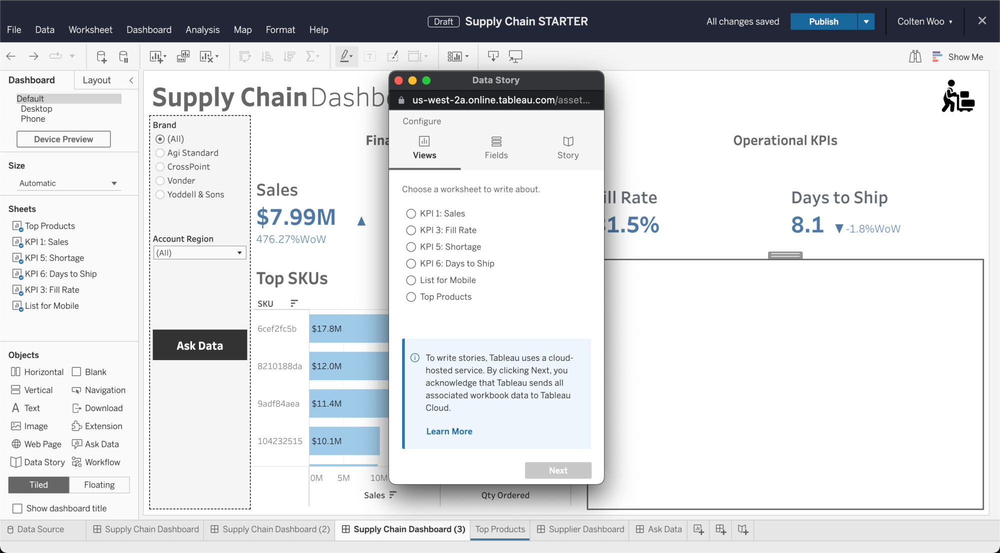 Draft Supply Chain STARTER
All changes saved
Publish
Colten Woo
File Data Worksheet Dashboard Analysis Map Format Help
Show Me
Dashboard
Layout
Default
Desktop
Phone
Device Preview
Size
Automatic
Sheets
Top Products
KPI 1: Sales
KPI 5: Shortage
KPI 6: Days to Ship
KPI 3: Fill Rate
List for Mobile
Objects
Horizontal
Blank
Vertical
Navigation
Text
Download
Image
Extension
Web Page
Ask Data
Data Story
Workflow
Tiled
Floating
Show dashboard title
Supply Chain Dashb
Brand
(All)
Agi Standard
CrossPoint
Vonder
Yoddell & Sons
Account Region
(All)
Ask Data
Fina
Sales
$7.99M
476.27%WoW
Top SKUs
SKU
6cef2fc5b $17.8M
8210188da $12.0M
9adf84aea $11.4M
104232515 $10.1M
0M 5M 10M
Sales
Qty Ordered
Data Story
us-west-2a.online.tableau.com/asset...
Configure
Views
Fields
Story
Choose a worksheet to write about.
KPI 1: Sales
KPI 3: Fill Rate
KPI 5: Shortage
KPI 6: Days to Ship
List for Mobile
Top Products
To write stories, Tableau uses a cloud-
hosted service. By clicking Next, you
acknowledge that Tableau sends all
associated workbook data to Tableau
Cloud.
Learn More
Next
Operational KPIs
ill Rate
1.5%
Days to Ship
8.1
-1.8%WoW
Data Source
Supply Chain Dashboard
Supply Chain Dashboard (2)
Supply Chain Dashboard (3)
Top Products
Supplier Dashboard
Ask Data